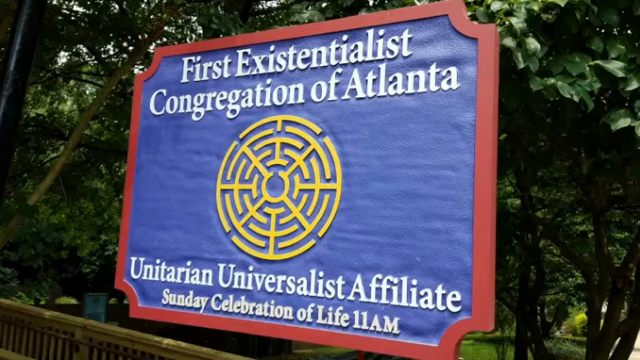 First Existentialist
Congregation of Atlanta
Unitarian Universalist Affiliate
Sunday Celebration of Life 11AM